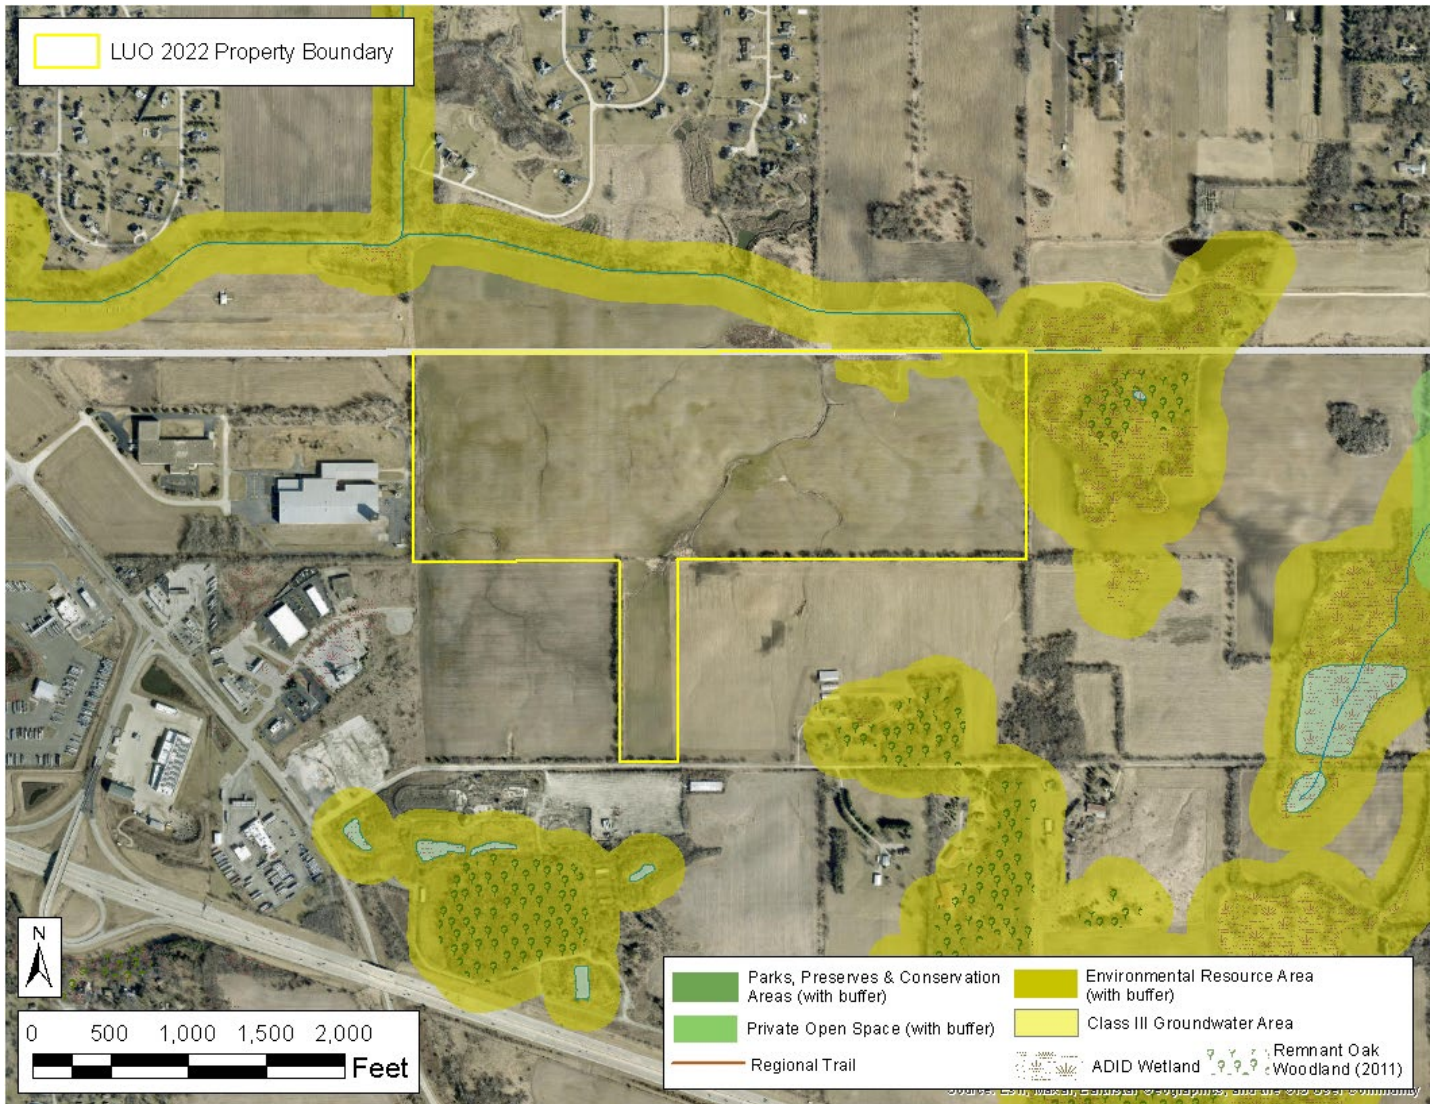 LUO 2022 Property Boundary
N
0 500 1,000 1,500 2,000
Feet
Parks, Preserves & Conservation
Areas (with buffer)
Private Open Space (with buffer)
Regional Trail
Environmental Resource Area
(with buffer)
Class III Groundwater Area
ADID Wetland
Remnant Oak
Woodland (2011)